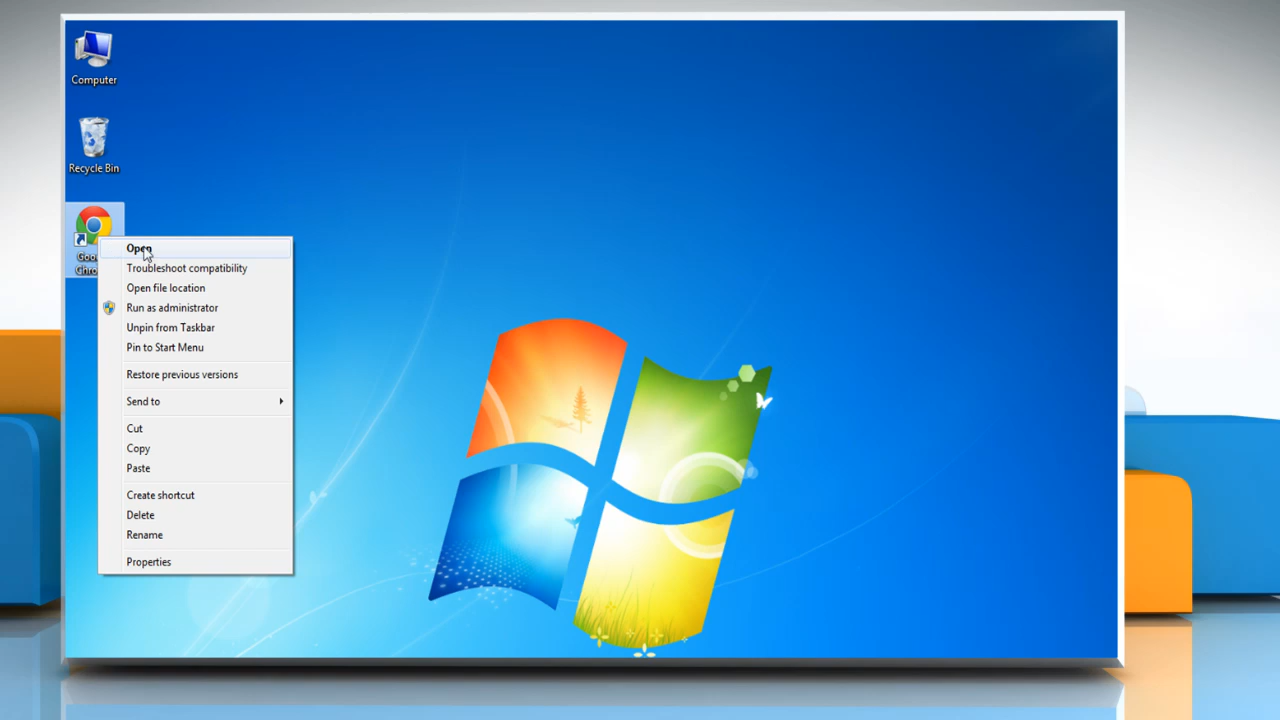 Computer
Recycle Bin
Open
Troubleshoot compatibility
Open file location
Run as administrator
Unpin from Taskbar
Pin to Start Menu
Restore previous versions
Send to
Cut
Copy
Paste
Create shortcut
Delete
Rename
Properties